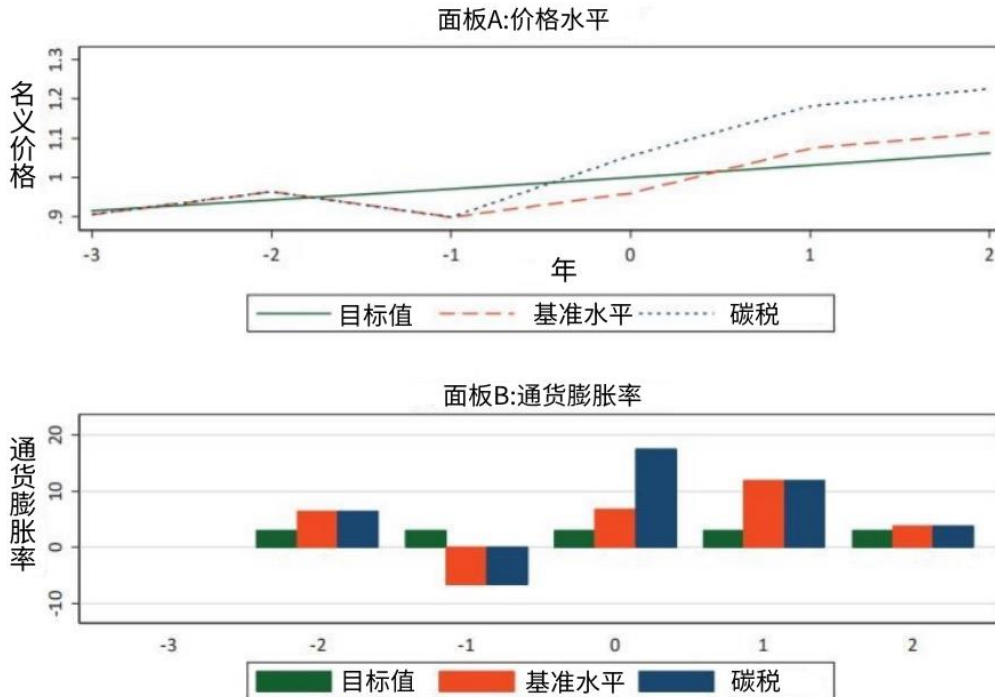 面板A:价格水平
名义价格
1.3
1.2
1.1
1
.9
-3 -2 -1 0 1 2
年
目标值 基准水平 碳税
面板B:通货膨胀率
通货膨胀率
20
10
0
-10
-3 -2 -1 0 1 2
目标值 基准水平 碳税